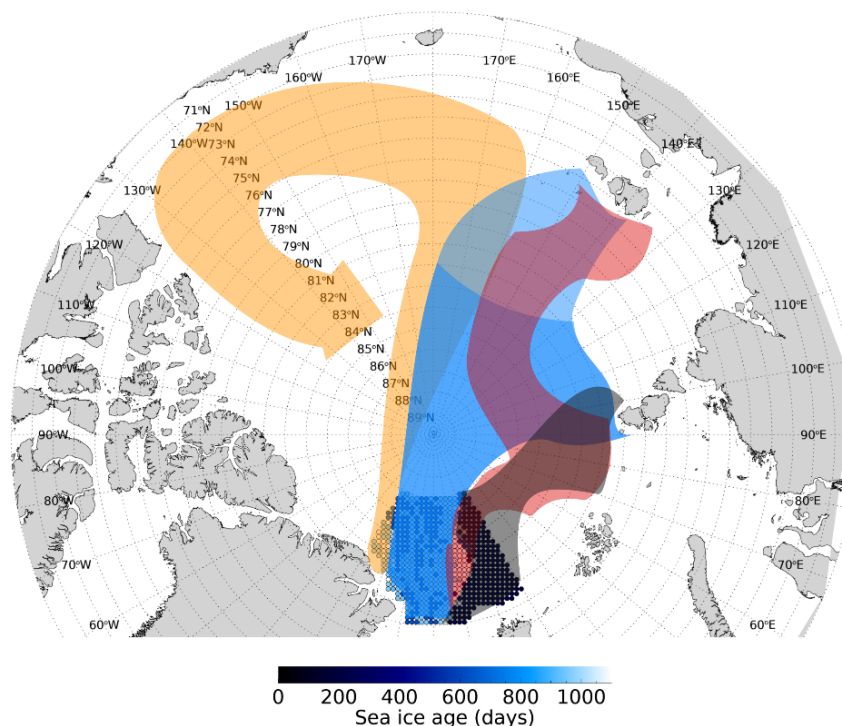 170°W 170°E
160°W 160°E
71°N 150°W 150°E
72°N
140°W 73°N 140°E
74°N
130°W 75°N 130°E
76°N
77°N
78°N
120°W 79°N 120°E
80°N
81°N
110°W 82°N 110°E
83°N
84°N
85°N
100°W 86°N 100°E
87°N
88°N
89°N
90°W 90°E
80°W 80°E
70°W 70°E
60°W 60°E
0 200 400 600 800 1000
Sea ice age (days)